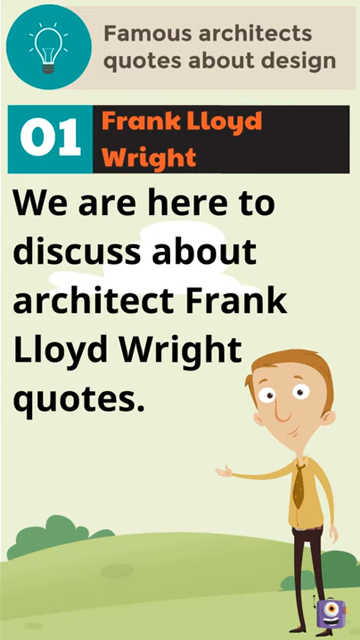 Famous architects
quotes about design
01
Frank Lloyd
Wright
We are here to
discuss about
architect Frank
Lloyd Wright
quotes.